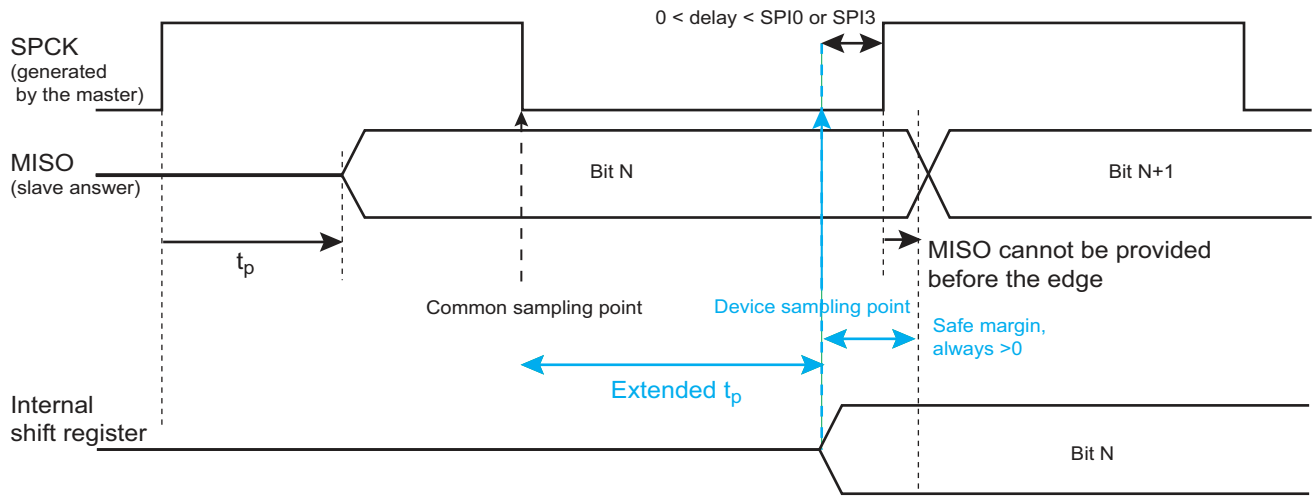 0 < delay < SPI0 or SPI3
SPCK
(generated
by the master)
MISO
(slave answer)
Bit N
Bit N+1
tp
MISO cannot be provided
before the edge
Common sampling point
Device sampling point
Safe margin,
always >0
Extended tp
Internal
shift register
Bit N